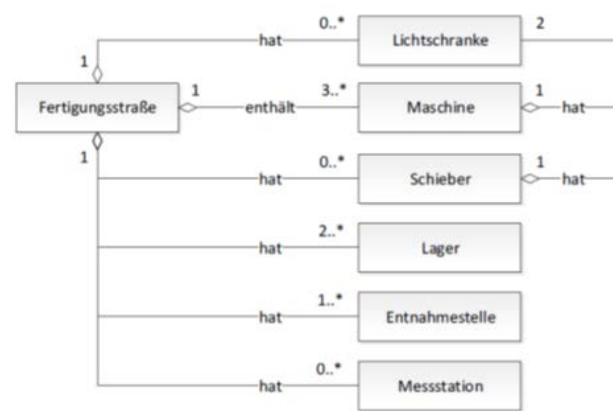 hat 0..* Lichtschranke 2
1
Fertigungsstraße 1 enthält 3..* Maschine 1 hat
1
hat 0..* Schieber 1 hat
hat 2..* Lager
hat 1..* Entnahmestelle
hat 0..* Messstation